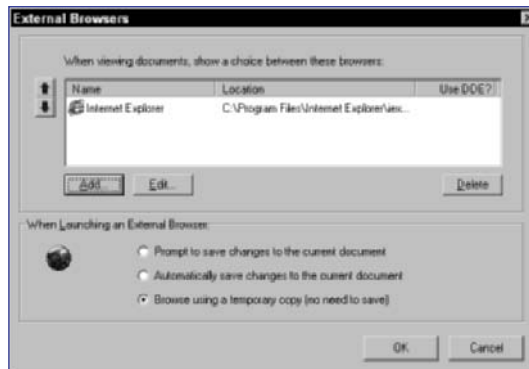 External Browsers
When viewing documents, show a choice between these browsers:
Name Location Use DDE?
Internet Explorer C:\Program Files\Internet Explorer\iex...
Add... Edit... Delete
When Launching an External Browser:
Prompt to save changes to the current document
Automatically save changes to the current document
Browse using a temporary copy (no need to save)
OK Cancel